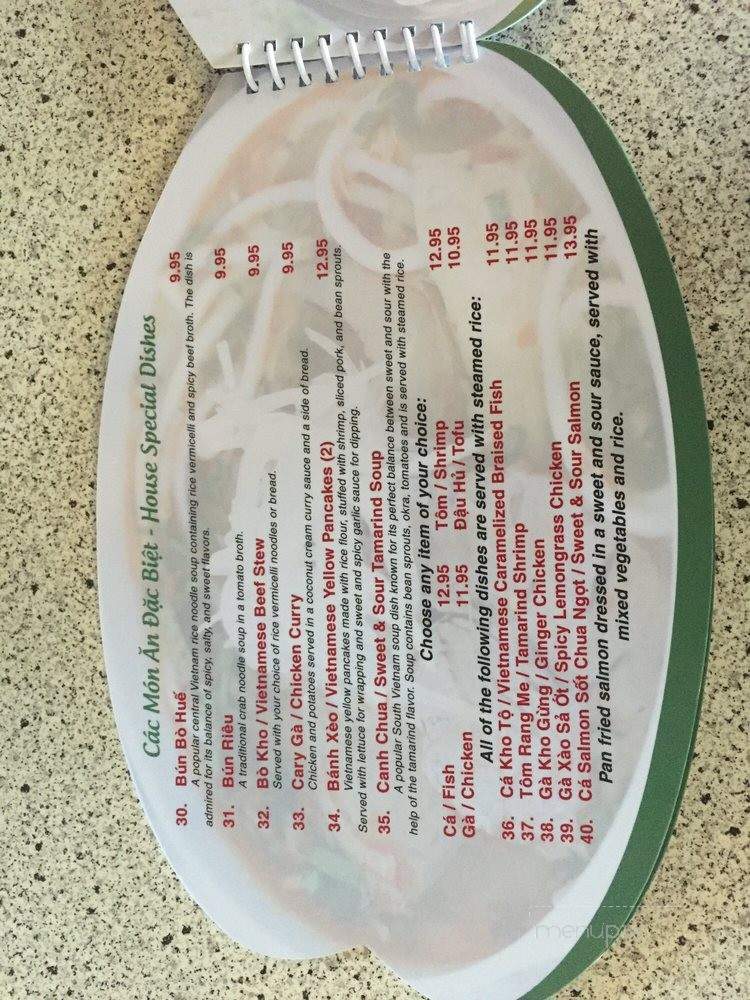 Các Món Ăn Đặc Biệt - House Special Dishes
30. Bún Bò Huế 9.95
A popular central Vietnam rice noodle soup containing rice vermicelli and spicy beef broth. The dish is
admired for its balance of spicy, salty, and sweet flavors.
31. Bún Riêu 9.95
A traditional crab noodle soup in a tomato broth.
32. Bò Kho / Vietnamese Beef Stew 9.95
Served with your choice of rice vermicelli noodles or bread.
33. Cary Gà / Chicken Curry 9.95
Chicken and potatoes served in a coconut cream curry sauce and a side of bread.
34. Bánh Xèo / Vietnamese Yellow Pancakes (2) 12.95
Vietnamese yellow pancakes made with rice flour, stuffed with shrimp, sliced pork, and bean sprouts.
Served with lettuce for wrapping and sweet and spicy garlic sauce for dipping.
35. Canh Chua / Sweet & Sour Tamarind Soup
A popular South Vietnam soup dish known for its perfect balance between sweet and sour with the
help of the tamarind flavor. Soup contains bean sprouts, okra, tomatoes and is served with steamed rice.
Choose any item of your choice:
Cá / Fish 12.95 Tôm / Shrimp 12.95
Gà / Chicken 11.95 Đậu Hủ / Tofu 10.95
All of the following dishes are served with steamed rice:
36. Cá Kho Tộ / Vietnamese Caramelized Braised Fish 11.95
37. Tôm Rang Me / Tamarind Shrimp 11.95
38. Gà Kho Gừng / Ginger Chicken 11.95
39. Gà Xào Sả Ớt / Spicy Lemongrass Chicken 11.95
40. Cá Salmon Sốt Chua Ngọt / Sweet & Sour Salmon 13.95
Pan fried salmon dressed in a sweet and sour sauce, served with
mixed vegetables and rice.